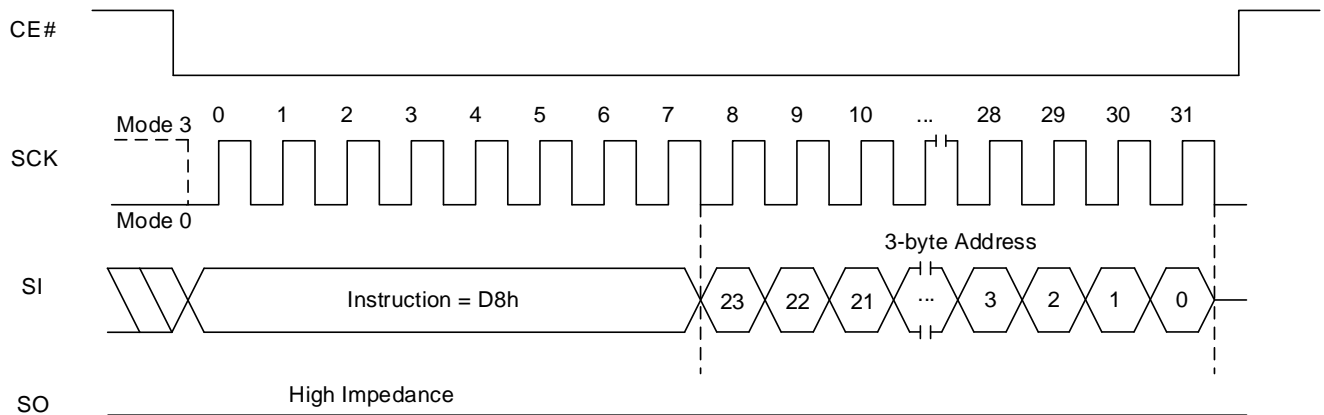 CE#
0 1 2 3 4 5 6 7 8 9 10 ... 28 29 30 31
Mode 3
SCK
Mode 0
3-byte Address
SI
Instruction = D8h
23 22 21 ... 3 2 1 0
High Impedance
SO